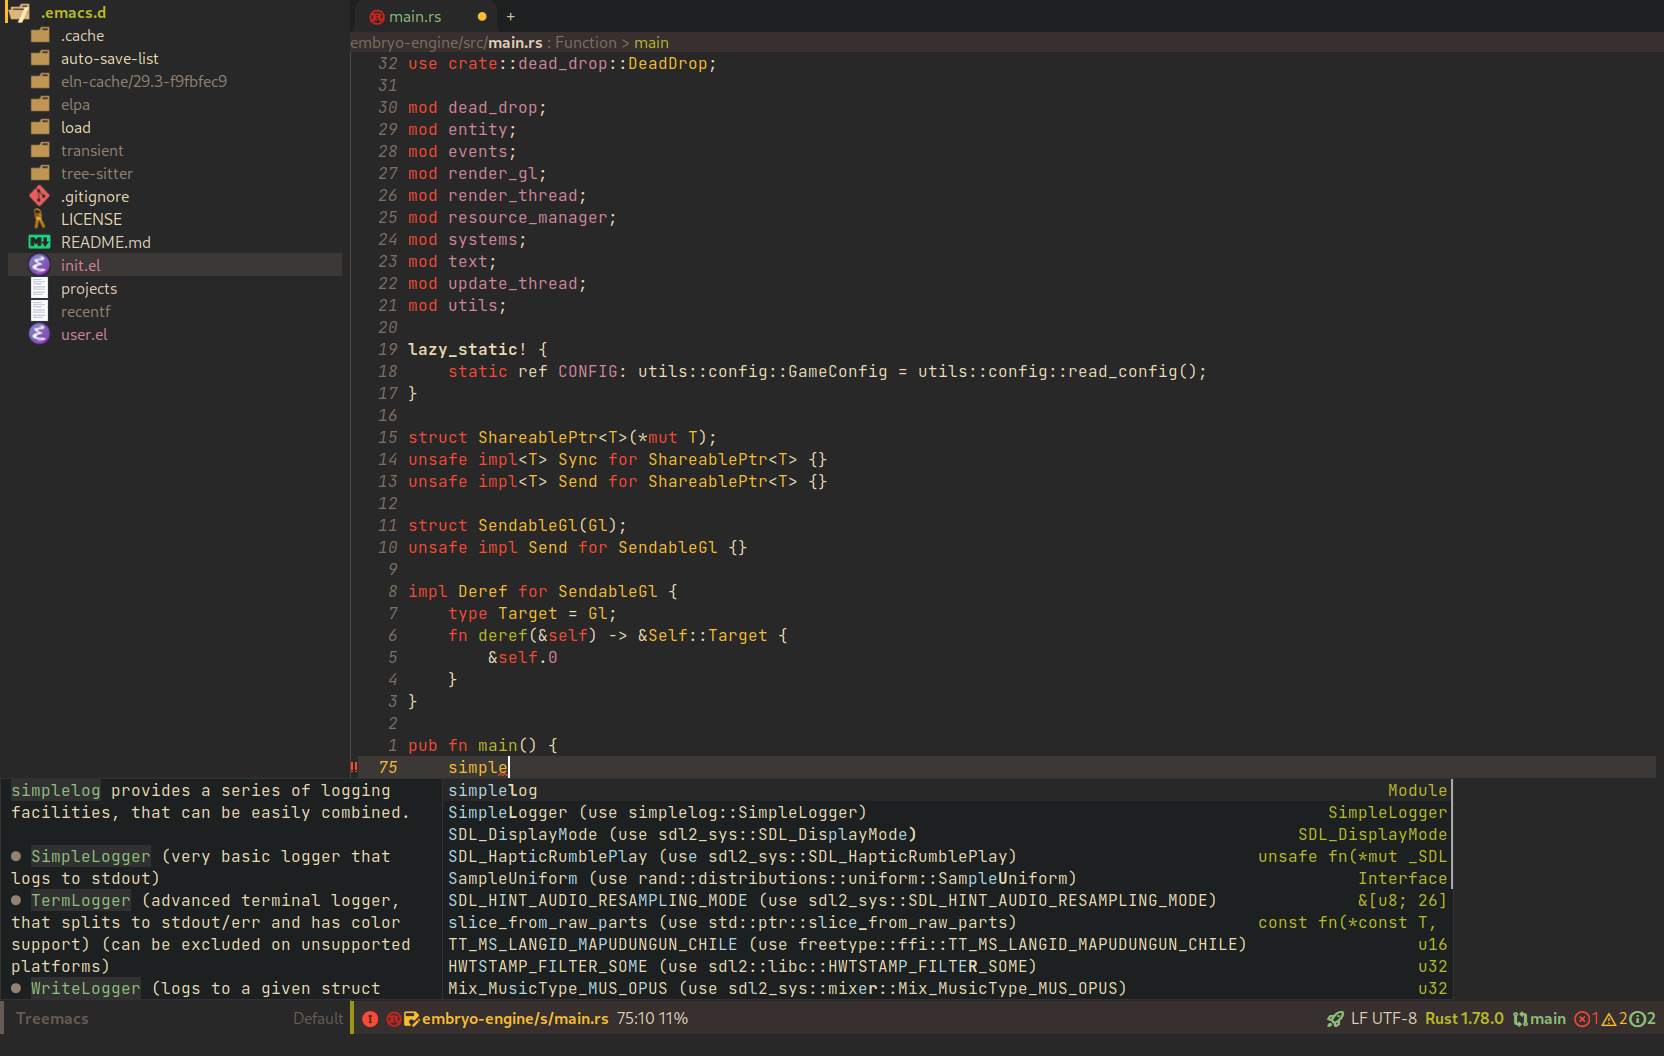 .emacs.d
.cache
auto-save-list
eln-cache/29.3-f9fbfec9
elpa
load
transient
tree-sitter
.gitignore
LICENSE
README.md
init.el
projects
recentf
user.el
main.rs +
embryo-engine/src/main.rs : Function > main
32 use crate::dead_drop::DeadDrop;
31
30 mod dead_drop;
29 mod entity;
28 mod events;
27 mod render_gl;
26 mod render_thread;
25 mod resource_manager;
24 mod systems;
23 mod text;
22 mod update_thread;
21 mod utils;
20
19 lazy_static! {
18     static ref CONFIG: utils::config::GameConfig = utils::config::read_config();
17 }
16
15 struct ShareablePtr<T>(*mut T);
14 unsafe impl<T> Sync for ShareablePtr<T> {}
13 unsafe impl<T> Send for ShareablePtr<T> {}
12
11 struct SendableGl(Gl);
10 unsafe impl Send for SendableGl {}
9
8 impl Deref for SendableGl {
7     type Target = Gl;
6     fn deref(&self) -> &Self::Target {
5         &self.0
4     }
3 }
2
1 pub fn main() {
!! 75     simple
simplelog provides a series of logging
facilities, that can be easily combined.
● SimpleLogger (very basic logger that
logs to stdout)
● TermLogger (advanced terminal logger,
that splits to stdout/err and has color
support) (can be excluded on unsupported
platforms)
● WriteLogger (logs to a given struct
simplelog Module
SimpleLogger (use simplelog::SimpleLogger) SimpleLogger
SDL_DisplayMode (use sdl2_sys::SDL_DisplayMode) SDL_DisplayMode
SDL_HapticRumblePlay (use sdl2_sys::SDL_HapticRumblePlay) unsafe fn(*mut _SDL
SampleUniform (use rand::distributions::uniform::SampleUniform) Interface
SDL_HINT_AUDIO_RESAMPLING_MODE (use sdl2_sys::SDL_HINT_AUDIO_RESAMPLING_MODE) &[u8; 26]
slice_from_raw_parts (use std::ptr::slice_from_raw_parts) const fn(*const T,
TT_MS_LANGID_MAPUDUNGUN_CHILE (use freetype::ffi::TT_MS_LANGID_MAPUDUNGUN_CHILE) u16
HWTSTAMP_FILTER_SOME (use sdl2::libc::HWTSTAMP_FILTER_SOME) u32
Mix_MusicType_MUS_OPUS (use sdl2_sys::mixer::Mix_MusicType_MUS_OPUS) u32
Treemacs Default
embryo-engine/s/main.rs 75:10 11% LF UTF-8 Rust 1.78.0 main 1 2 2